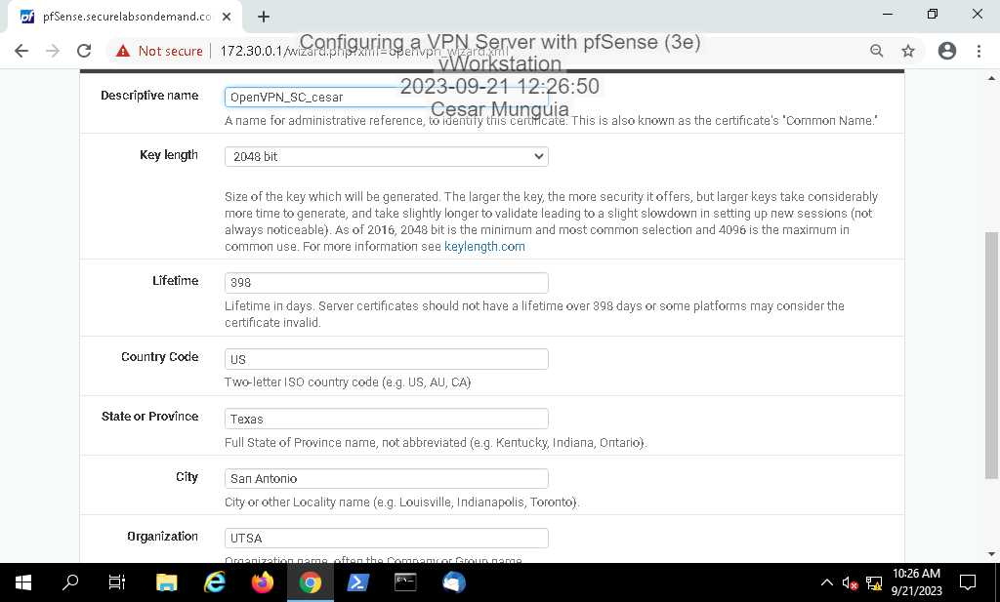 pfSense.securelabsondemand.co
Not secure
172.30.0.1/wizard.php?xml=openvpn_wizard.xml
Configuring a VPN Server with pfSense (3e)
vWorkstation
2023-09-21 12:26:50
Cesar Munguia
Descriptive name
OpenVPN_SC_cesar
A name for administrative reference, to identify this certificate. This is also known as the certificate's "Common Name."
Key length
2048 bit
Size of the key which will be generated. The larger the key, the more security it offers, but larger keys take considerably
more time to generate, and take slightly longer to validate leading to a slight slowdown in setting up new sessions (not
always noticeable). As of 2016, 2048 bit is the minimum and most common selection and 4096 is the maximum in
common use. For more information see keylength.com
Lifetime
398
Lifetime in days. Server certificates should not have a lifetime over 398 days or some platforms may consider the
certificate invalid.
Country Code
US
Two-letter ISO country code (e.g. US, AU, CA)
State or Province
Texas
Full State of Province name, not abbreviated (e.g. Kentucky, Indiana, Ontario).
City
San Antonio
City or other Locality name (e.g. Louisville, Indianapolis, Toronto).
Organization
UTSA
Organization name, often the Company or Group name.
10:26 AM
9/21/2023